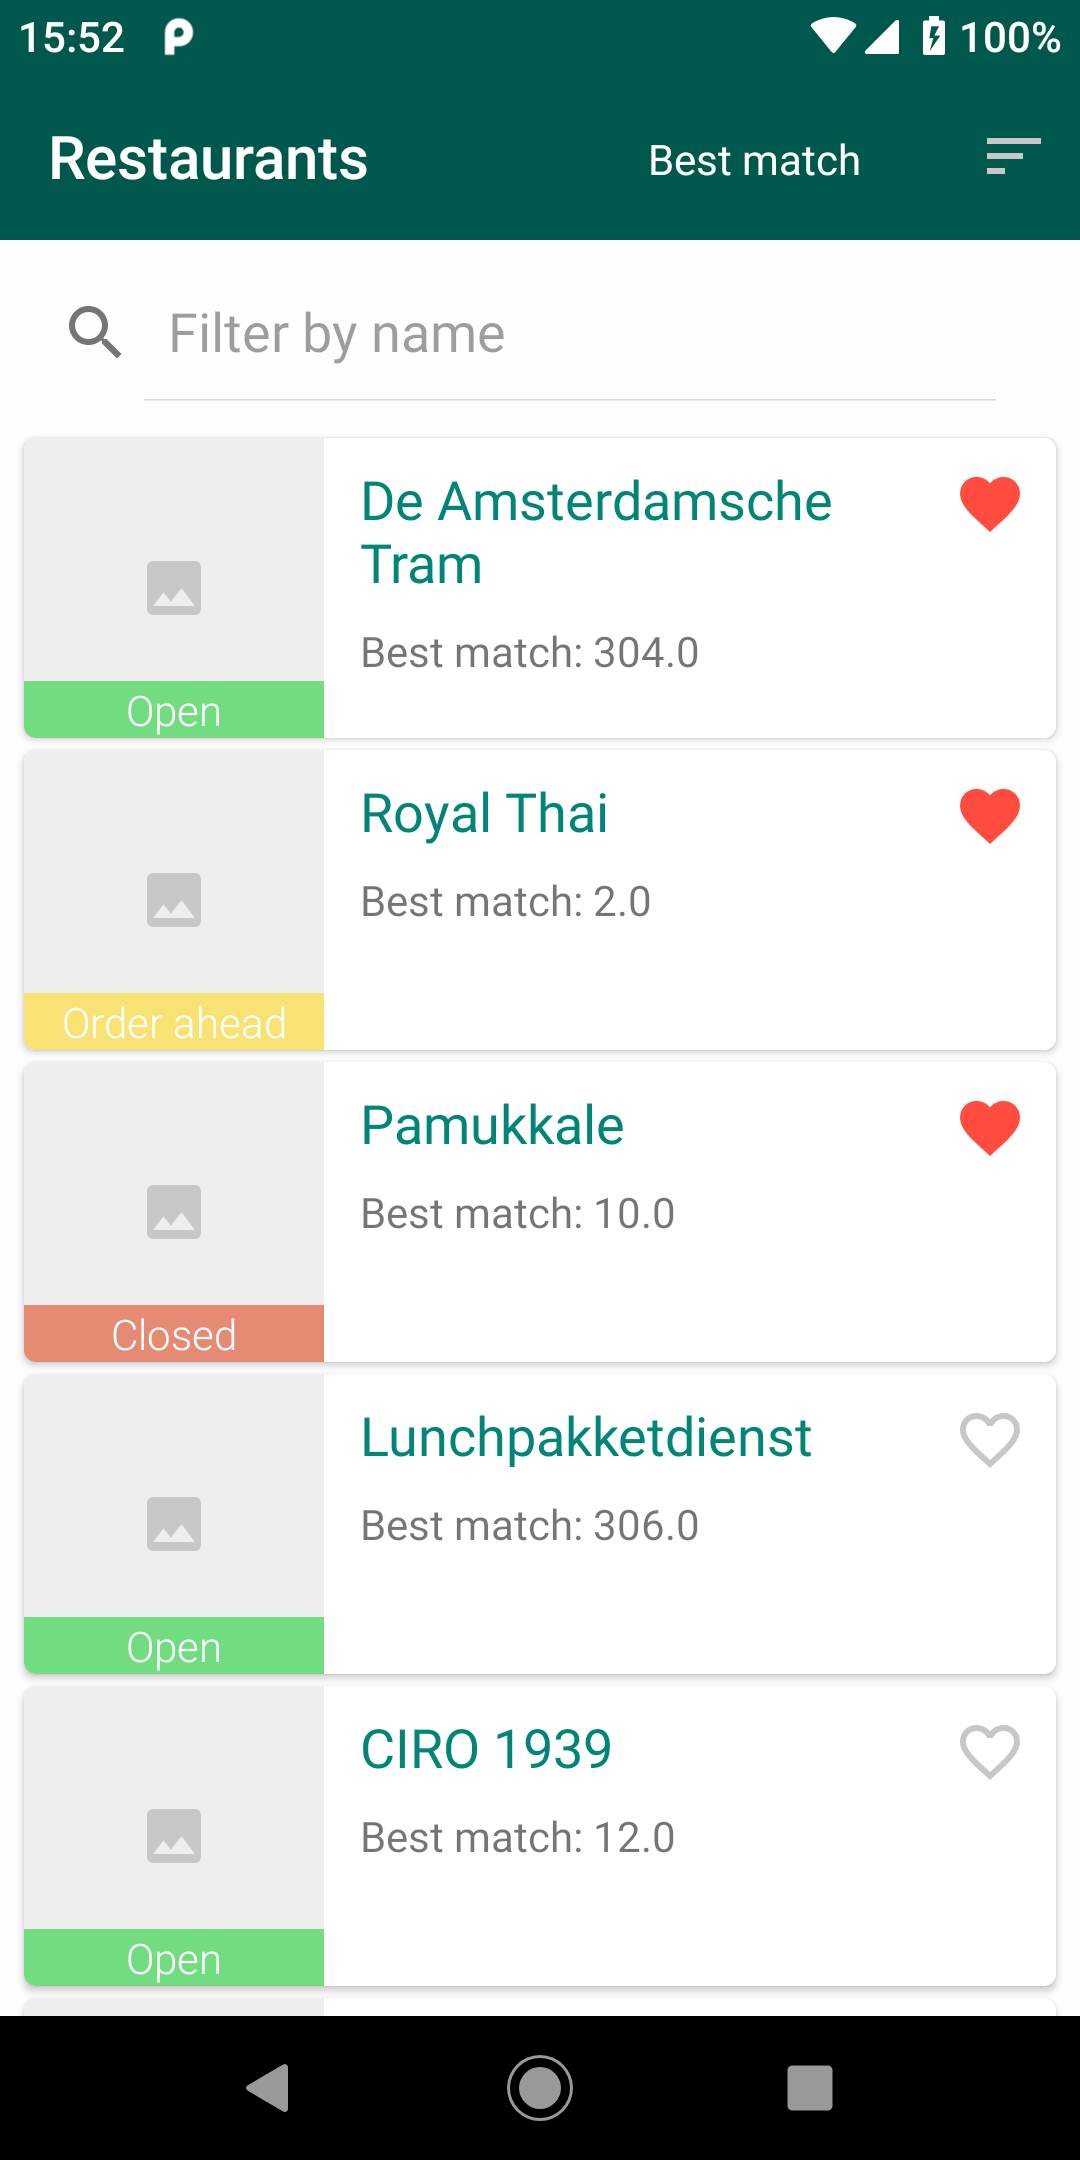 15:52
100%
Restaurants
Best match
Filter by name
De Amsterdamsche
Tram
Best match: 304.0
Open
Royal Thai
Best match: 2.0
Order ahead
Pamukkale
Best match: 10.0
Closed
Lunchpakketdienst
Best match: 306.0
Open
CIRO 1939
Best match: 12.0
Open